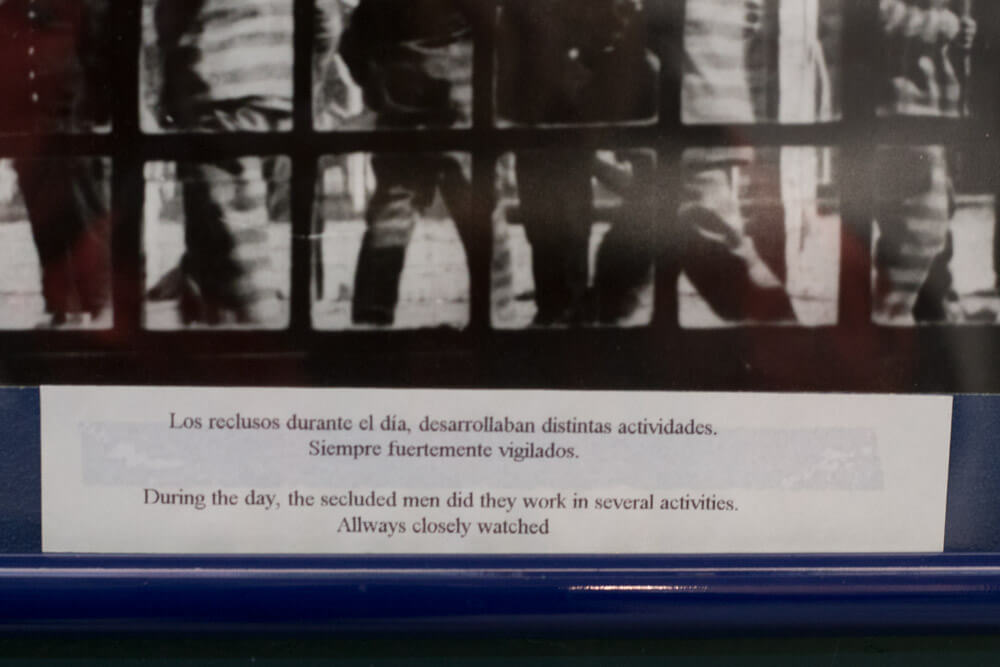 Los reclusos durante el día, desarrollaban distintas actividades.
Siempre fuertemente vigilados.
During the day, the secluded men did they work in several activities.
Allways closely watched